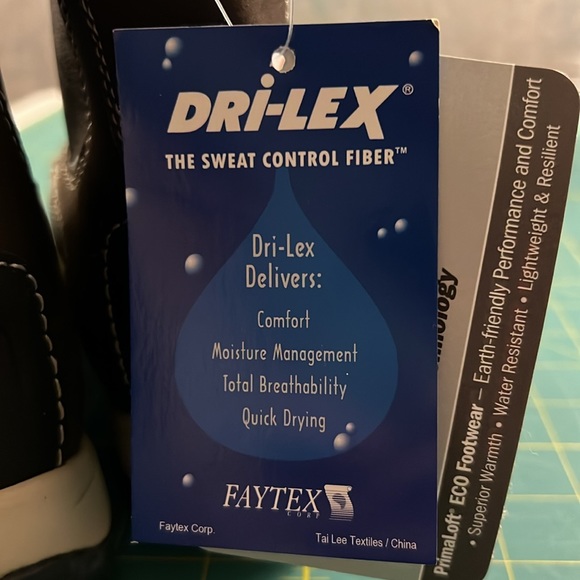 DRI-LEX®
THE SWEAT CONTROL FIBER™
Dri-Lex
Delivers:
Comfort
Moisture Management
Total Breathability
Quick Drying
FAYTEX
CORP
Faytex Corp.
Tai Lee Textiles / China
PrimaLoft® ECO Footwear – Earth-friendly Performance and Comfort
• Superior Warmth • Water Resistant • Lightweight & Resilient